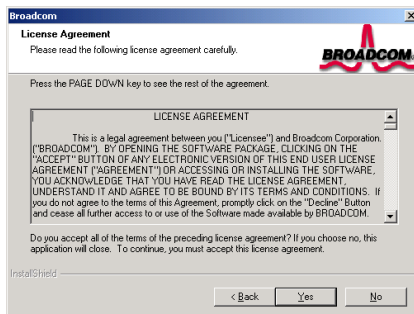 Broadcom
License Agreement
Please read the following license agreement carefully.
BROADCOM
Press the PAGE DOWN key to see the rest of the agreement.
LICENSE AGREEMENT
This is a legal agreement between you ("Licensee") and Broadcom Corporation.
("BROADCOM"). BY OPENING THE SOFTWARE PACKAGE, CLICKING ON THE
"ACCEPT" BUTTON OF ANY ELECTRONIC VERSION OF THIS END USER LICENSE
AGREEMENT ("AGREEMENT") OR ACCESSING OR INSTALLING THE SOFTWARE,
YOU ACKNOWLEDGE THAT YOU HAVE READ THE LICENSE AGREEMENT,
UNDERSTAND IT AND AGREE TO BE BOUND BY ITS TERMS AND CONDITIONS. If
you do not agree to the terms of this Agreement, promptly click on the "Decline" Button
and cease all further access to or use of the Software made available by BROADCOM.
Do you accept all of the terms of the preceding license agreement? If you choose no, this
application will close. To continue, you must accept this license agreement.
InstallShield
< Back
Yes
No